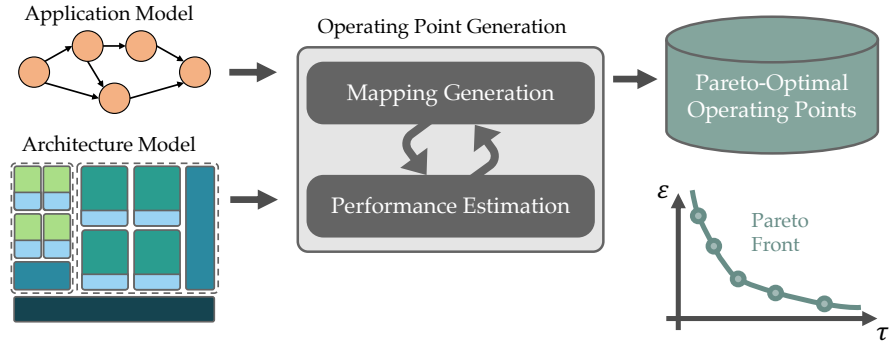 Application Model
Operating Point Generation
Mapping Generation
Performance Estimation
Pareto-Optimal
Operating Points
Architecture Model
ε
Pareto
Front
τ